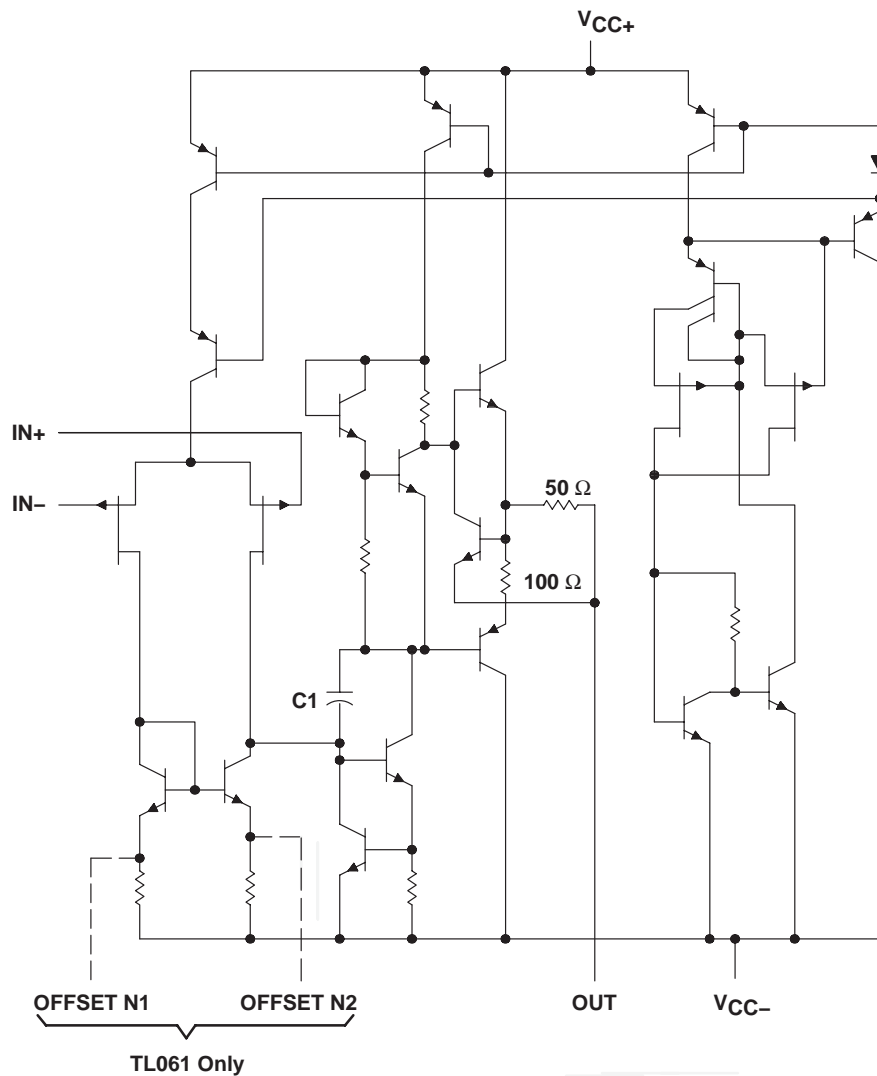 VCC+
IN+
IN–
50 Ω
100 Ω
C1
OFFSET N1
OFFSET N2
OUT
VCC–
TL061 Only